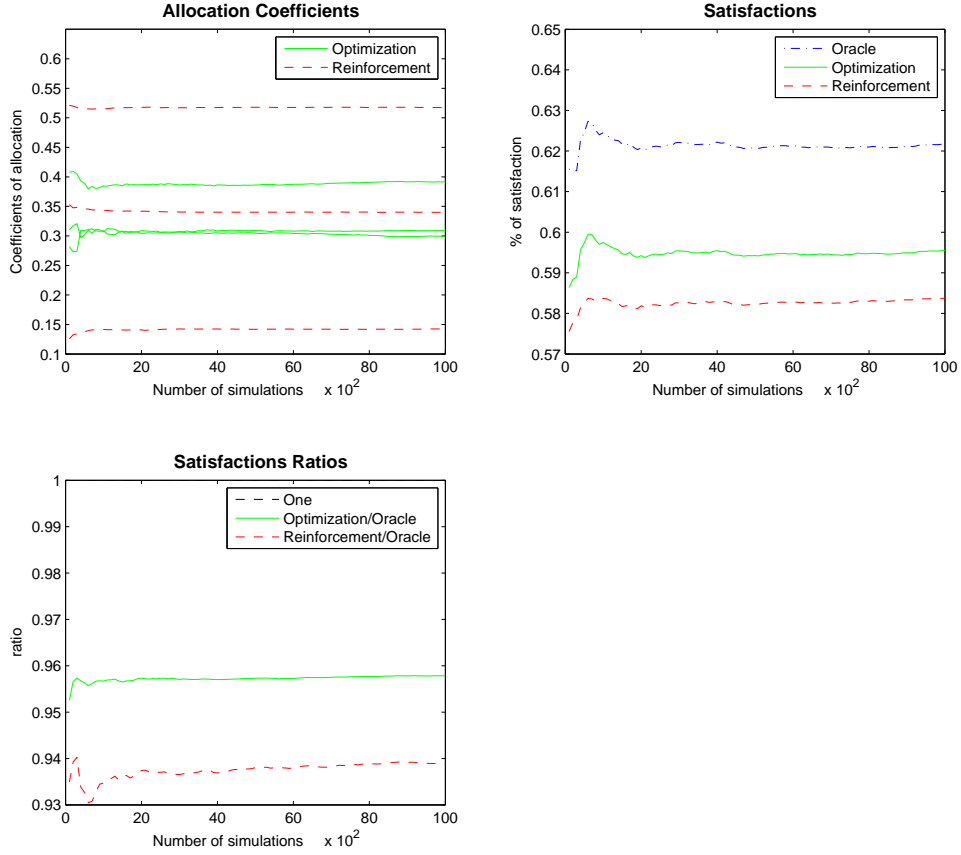 Allocation Coefficients
Optimization
Reinforcement
Coefficients of allocation
0.6
0.55
0.5
0.45
0.4
0.35
0.3
0.25
0.2
0.15
0.1
0 20 40 60 80 100
Number of simulations x 10^2
Satisfactions
Oracle
Optimization
Reinforcement
% of satisfaction
0.65
0.64
0.63
0.62
0.61
0.6
0.59
0.58
0.57
0 20 40 60 80 100
Number of simulations x 10^2
Satisfactions Ratios
One
Optimization/Oracle
Reinforcement/Oracle
ratio
1
0.99
0.98
0.97
0.96
0.95
0.94
0.93
0 20 40 60 80 100
Number of simulations x 10^2